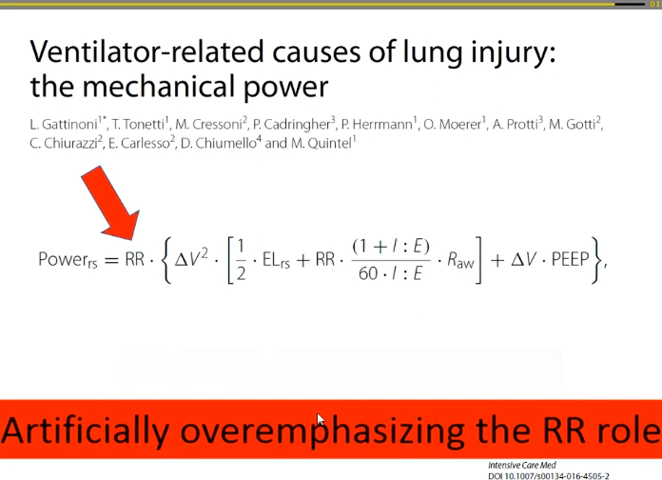 01
Ventilator-related causes of lung injury:
the mechanical power
L. Gattinoni1*, T. Tonetti1, M. Cressoni2, P. Cadringher3, P. Herrmann1, O. Moerer1, A. Protti3, M. Gotti2,
C. Chiurazzi2, E. Carlesso2, D. Chiumello4 and M. Quintel1
Powerrs = RR · {ΔV² · [1/2 · ELrs + RR · (1 + I : E)/60 · I : E · Raw] + ΔV · PEEP},
Artificially overemphasizing the RR role
Intensive Care Med
DOI 10.1007/s00134-016-4505-2